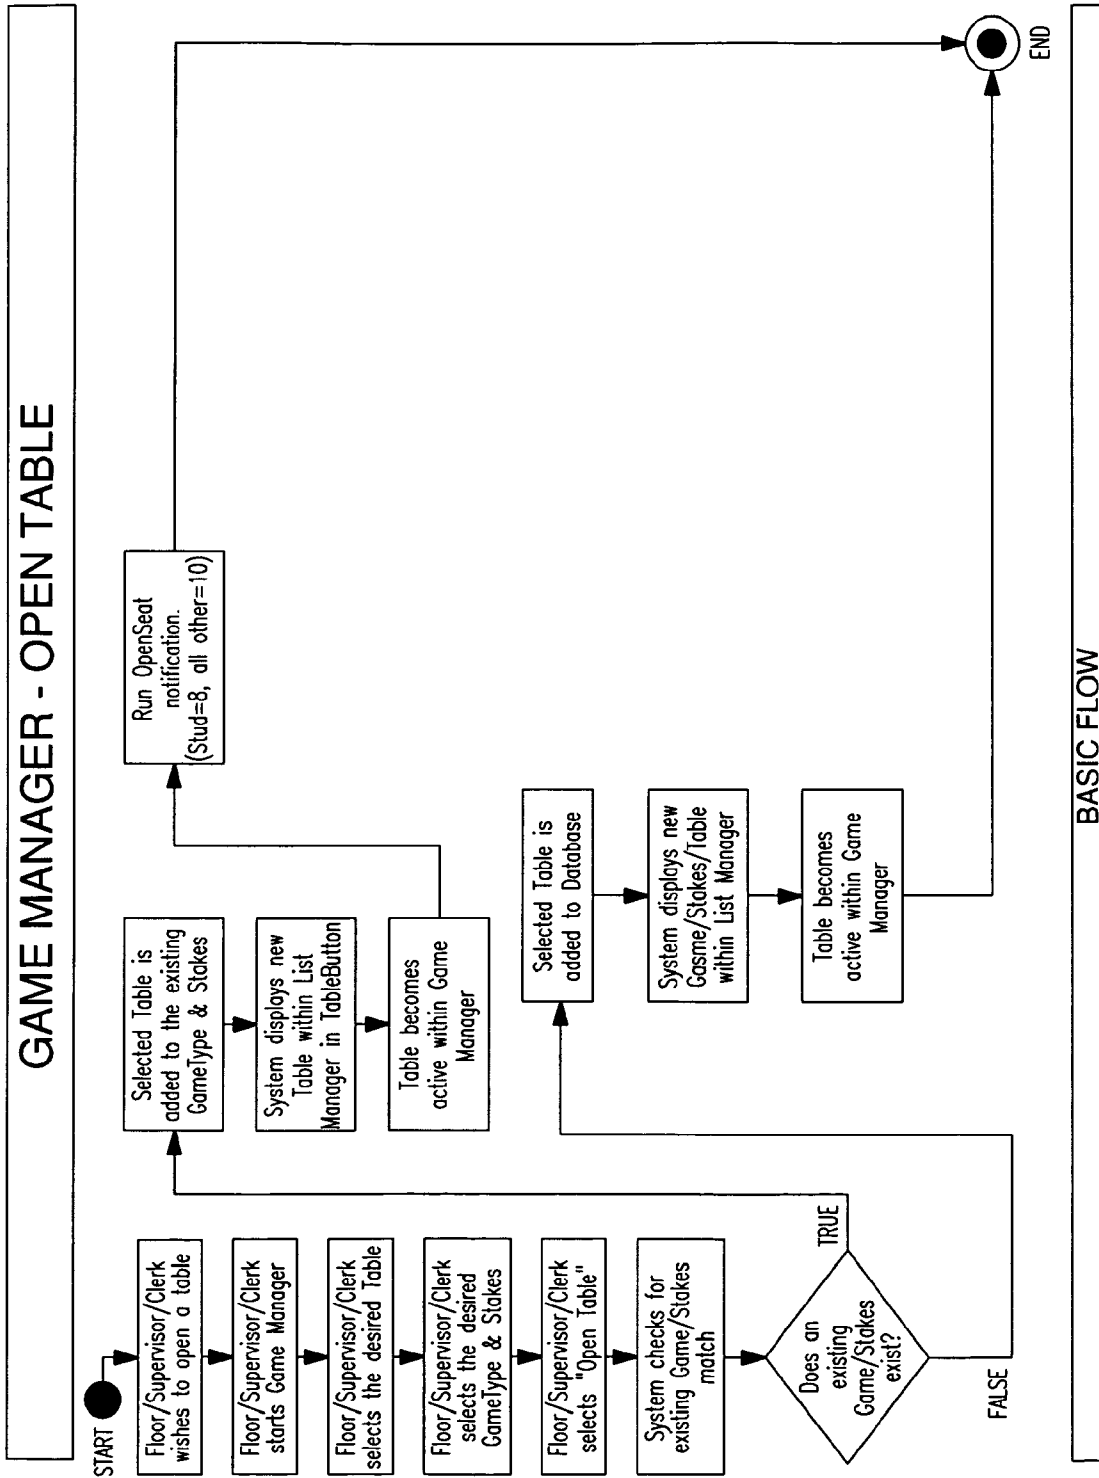 GAME MANAGER - OPEN TABLE
START
Floor/Supervisor/Clerk
wishes to open a table
Floor/Supervisor/Clerk
starts Game Manager
Floor/Supervisor/Clerk
selects the desired Table
Floor/Supervisor/Clerk
selects the desired
GameType & Stakes
Floor/Supervisor/Clerk
selects "Open Table"
System checks for
existing Game/Stakes
match
Does an
existing
Game/Stakes
exist?
TRUE
FALSE
Selected Table is
added to the existing
GameType & Stakes
System displays new
Table within List
Manager in TableButton
Table becomes
active within Game
Manager
Run OpenSeat
notification.
(Stud=8, all other=10)
Selected Table is
added to Database
System displays new
Gasme/Stakes/Table
within List Manager
Table becomes
active within Game
Manager
END
BASIC FLOW